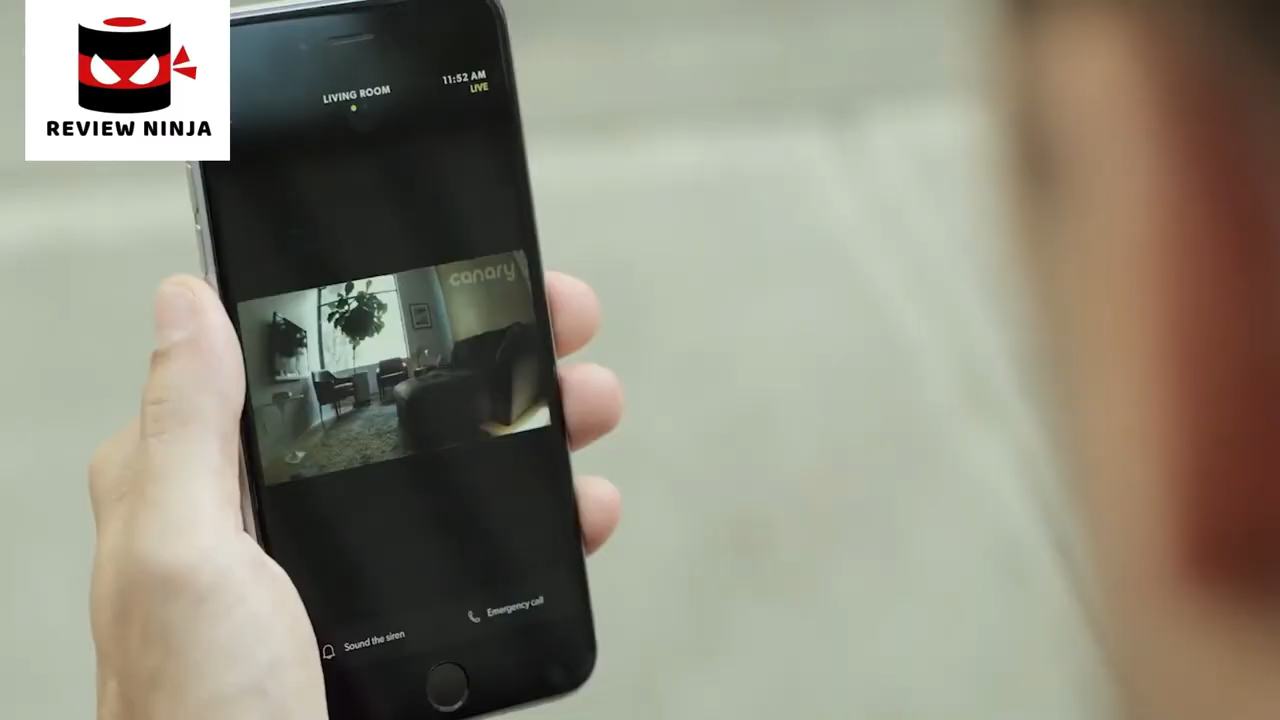 REVIEW NINJA
LIVING ROOM
11:52 AM
LIVE
canary
Sound the siren
Emergency call